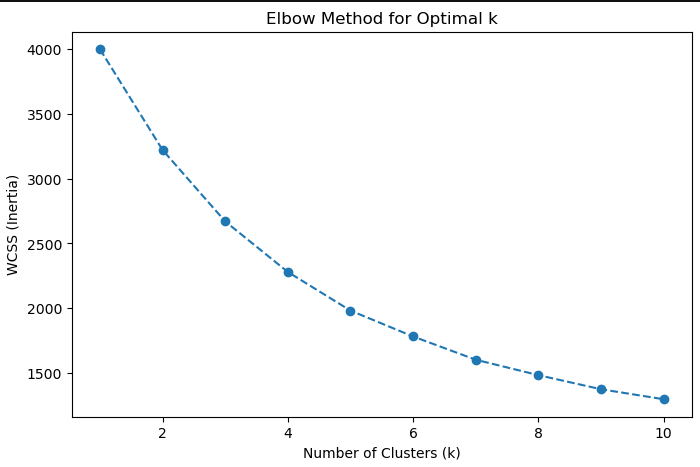 Elbow Method for Optimal k
4000
3500
3000
2500
2000
1500
WCSS (Inertia)
2 4 6 8 10
Number of Clusters (k)